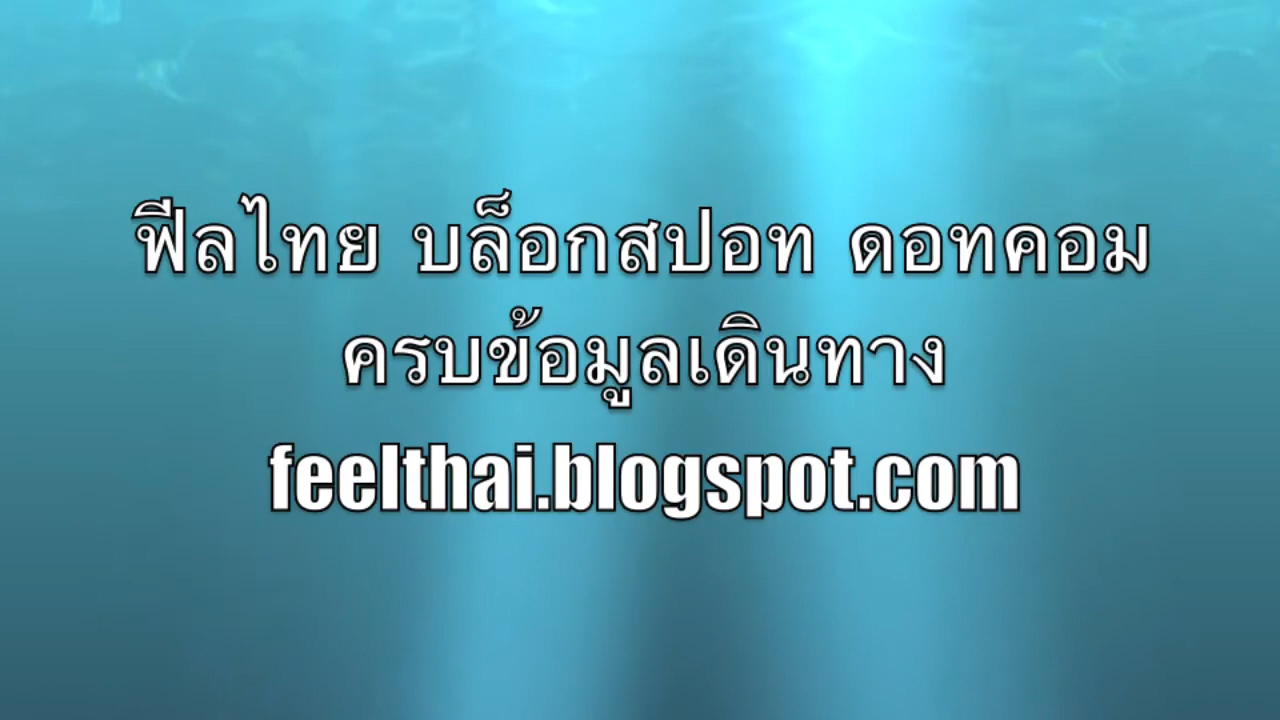 ฟีลไทย บล็อกสปอท ดอทคอม
ครบข้อมูลเดินทาง
feelthai.blogspot.com